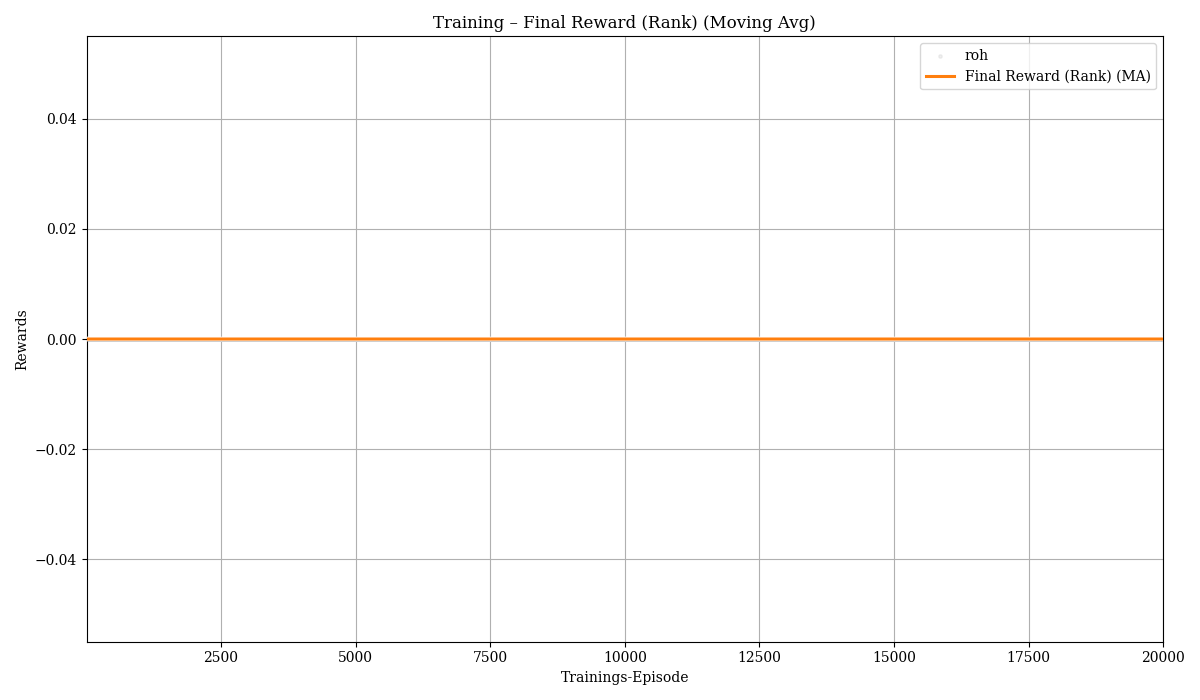 Training – Final Reward (Rank) (Moving Avg)
roh
Final Reward (Rank) (MA)
0.04
0.02
0.00
−0.02
−0.04
Rewards
2500 5000 7500 10000 12500 15000 17500 20000
Trainings-Episode